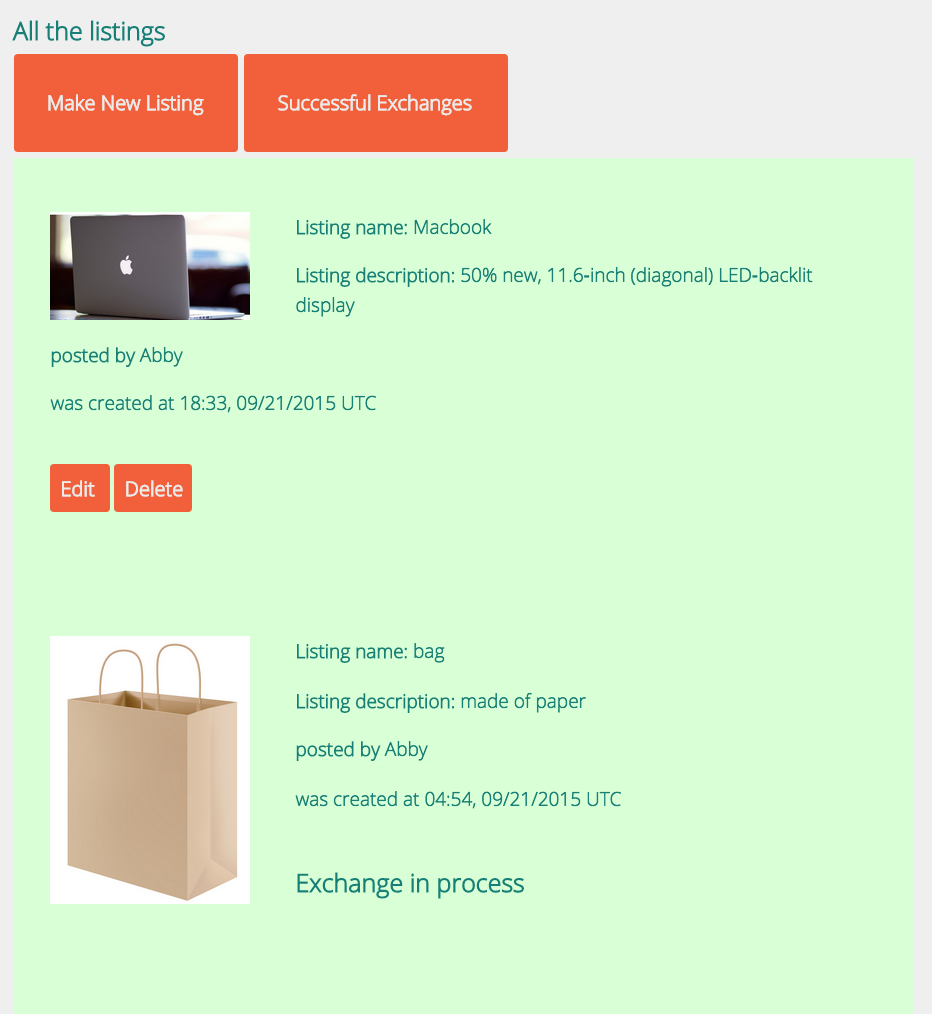 All the listings
Make New Listing
Successful Exchanges
Listing name: Macbook
Listing description: 50% new, 11.6-inch (diagonal) LED-backlit
display
posted by Abby
was created at 18:33, 09/21/2015 UTC
Edit
Delete
Listing name: bag
Listing description: made of paper
posted by Abby
was created at 04:54, 09/21/2015 UTC
Exchange in process